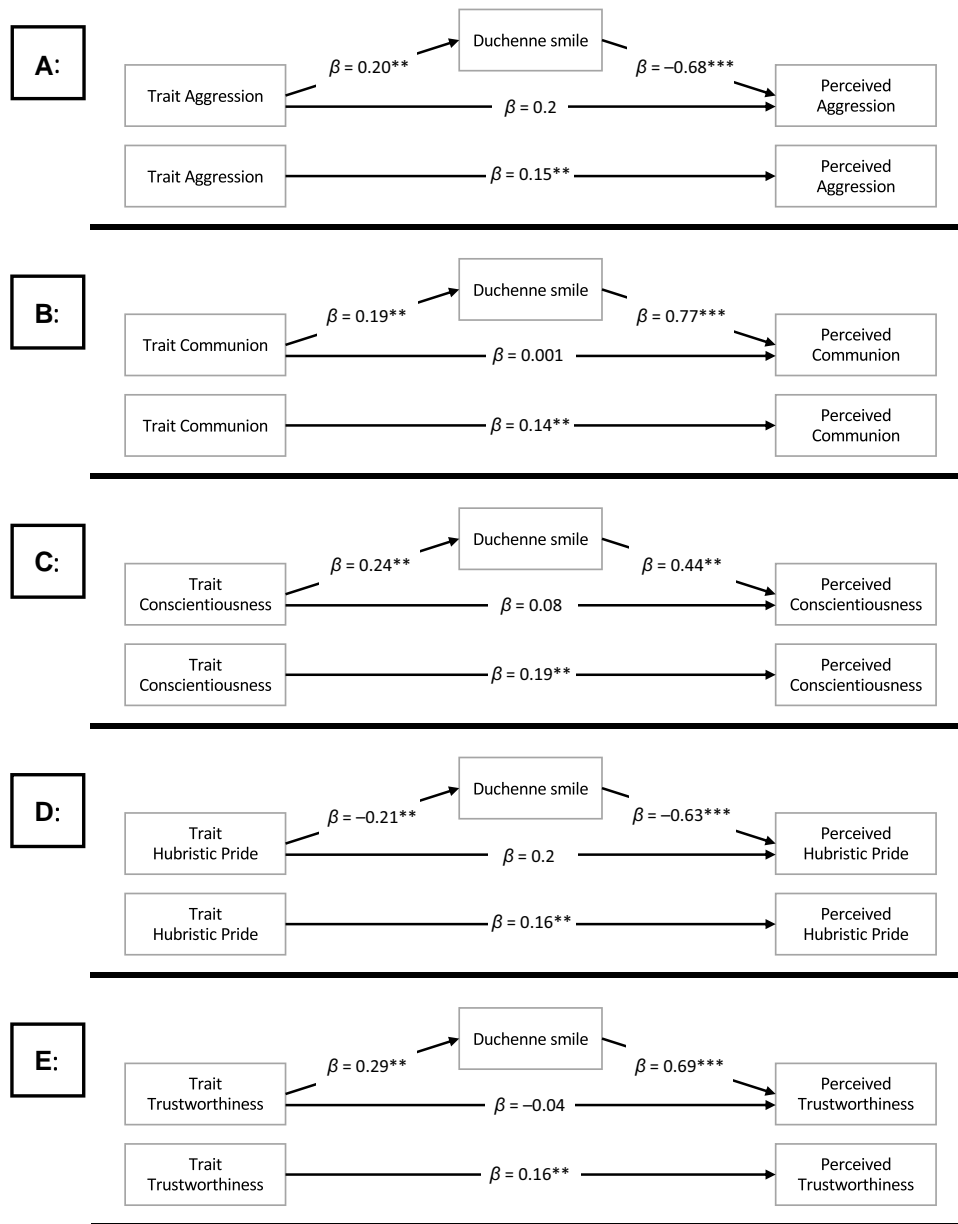 A:
Duchenne smile
β = 0.20**
β = –0.68***
Trait Aggression
β = 0.2
Perceived
Aggression
Trait Aggression
β = 0.15**
Perceived
Aggression
B:
Duchenne smile
β = 0.19**
β = 0.77***
Trait Communion
β = 0.001
Perceived
Communion
Trait Communion
β = 0.14**
Perceived
Communion
C:
Duchenne smile
β = 0.24**
β = 0.44**
Trait
Conscientiousness
β = 0.08
Perceived
Conscientiousness
Trait
Conscientiousness
β = 0.19**
Perceived
Conscientiousness
D:
Duchenne smile
β = –0.21**
β = –0.63***
Trait
Hubristic Pride
β = 0.2
Perceived
Hubristic Pride
Trait
Hubristic Pride
β = 0.16**
Perceived
Hubristic Pride
E:
Duchenne smile
β = 0.29**
β = 0.69***
Trait
Trustworthiness
β = –0.04
Perceived
Trustworthiness
Trait
Trustworthiness
β = 0.16**
Perceived
Trustworthiness